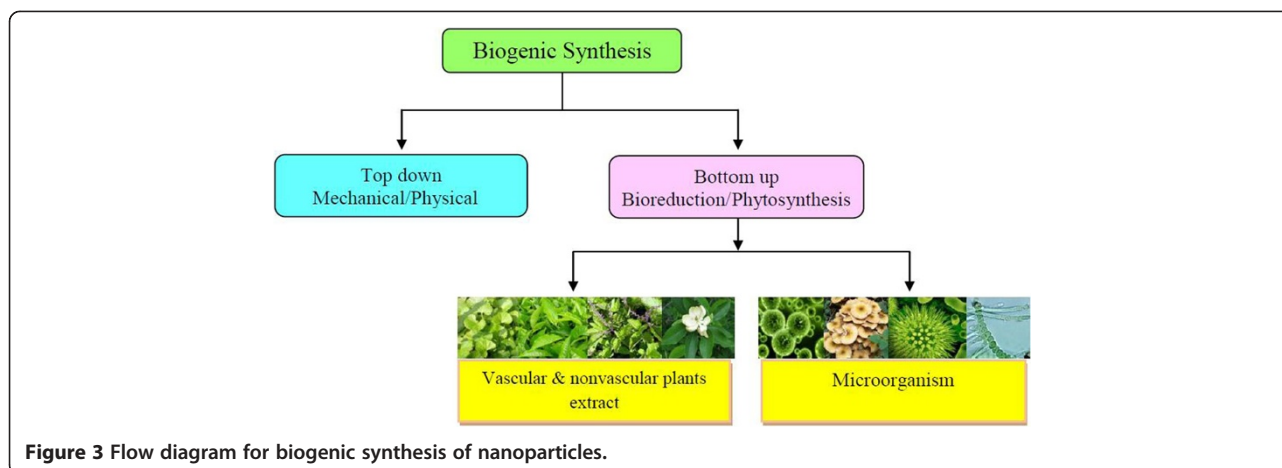 Biogenic Synthesis
Top down
Mechanical/Physical
Bottom up
Bioreduction/Phytosynthesis
Vascular & nonvascular plants
extract
Microorganism
Figure 3 Flow diagram for biogenic synthesis of nanoparticles.